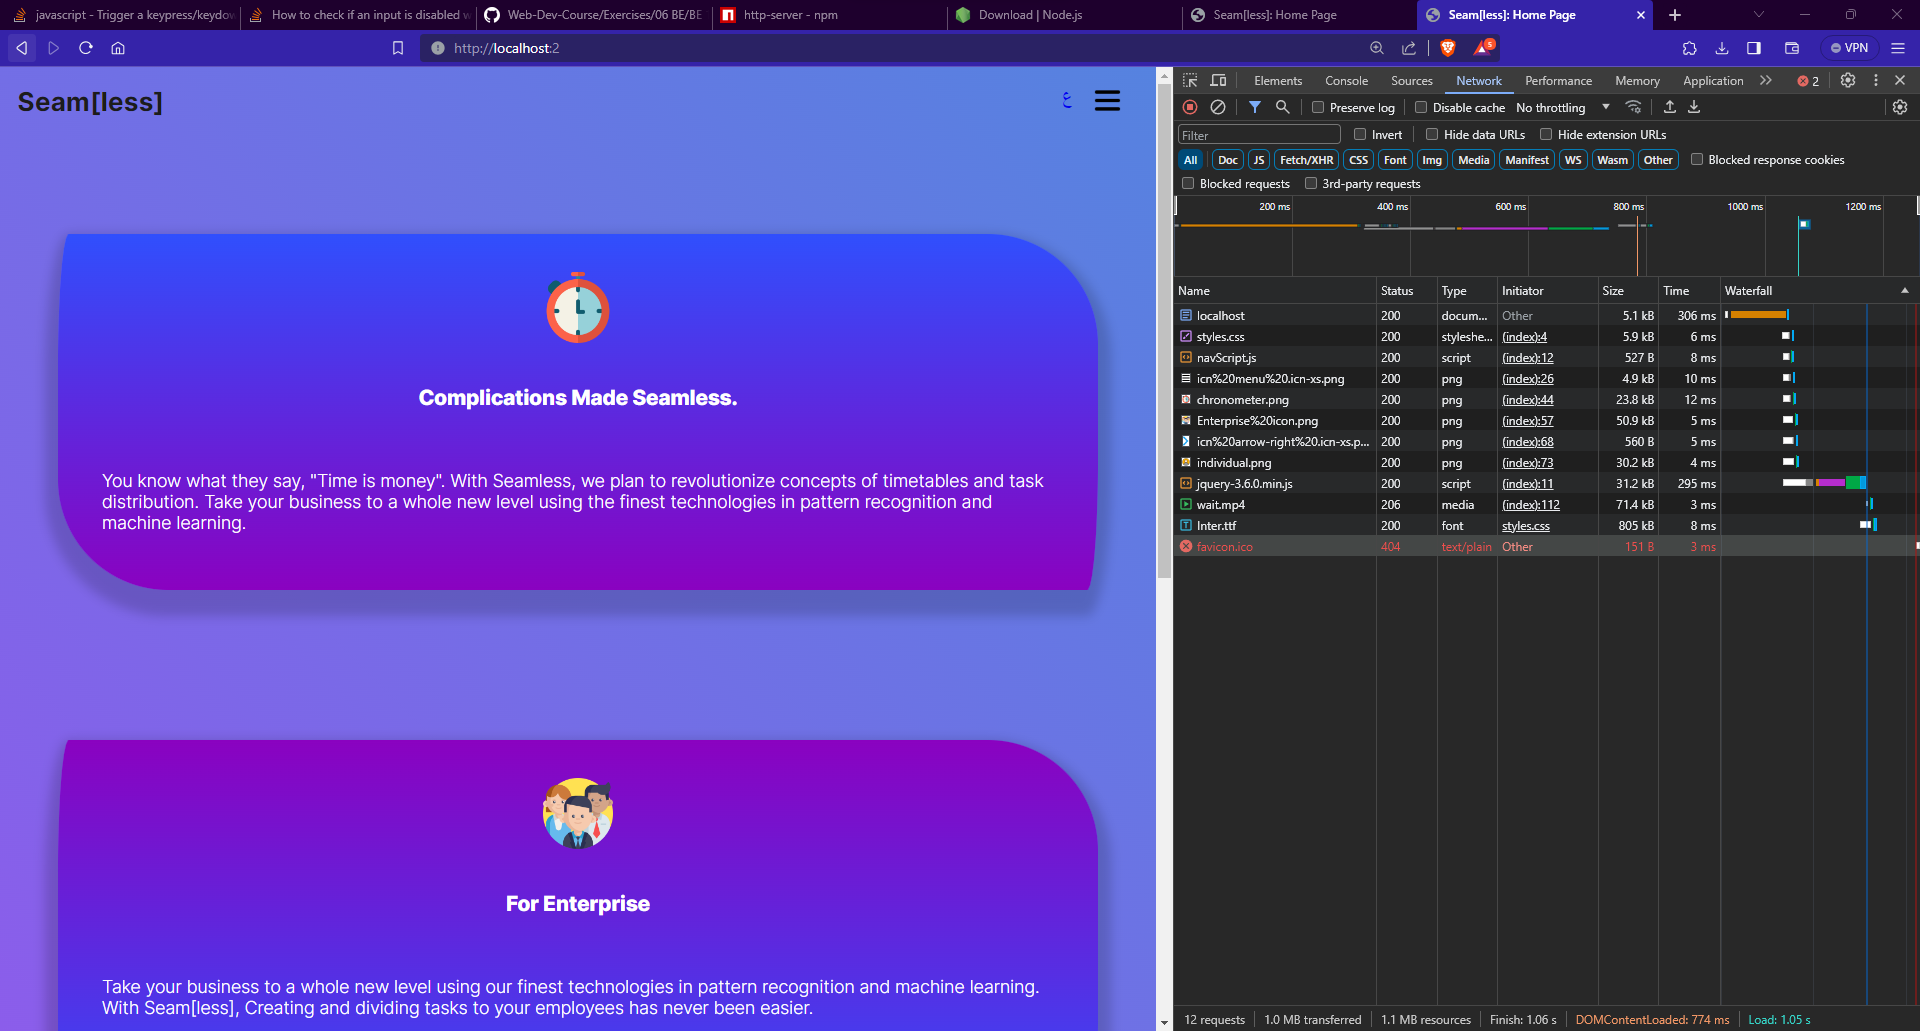 javascript - Trigger a keypress/keydow
How to check if an input is disabled w
Web-Dev-Course/Exercises/06 BE/BE
http-server - npm
Download | Node.js
Seam[less]: Home Page
Seam[less]: Home Page
http://localhost:2
5
VPN
Seam[less]
ع
Complications Made Seamless.
You know what they say, "Time is money". With Seamless, we plan to revolutionize concepts of timetables and task
distribution. Take your business to a whole new level using the finest technologies in pattern recognition and
machine learning.
For Enterprise
Take your business to a whole new level using our finest technologies in pattern recognition and machine learning.
With Seam[less], Creating and dividing tasks to your employees has never been easier.
Elements Console Sources Network Performance Memory Application 2
Preserve log Disable cache No throttling
Filter Invert Hide data URLs Hide extension URLs
All Doc JS Fetch/XHR CSS Font Img Media Manifest WS Wasm Other Blocked response cookies
Blocked requests 3rd-party requests
200 ms 400 ms 600 ms 800 ms 1000 ms 1200 ms
Name Status Type Initiator Size Time Waterfall
localhost 200 docum... Other 5.1 kB 306 ms
styles.css 200 styleshe... (index):4 5.9 kB 6 ms
navScript.js 200 script (index):12 527 B 8 ms
icn%20menu%20.icn-xs.png 200 png (index):26 4.9 kB 10 ms
chronometer.png 200 png (index):44 23.8 kB 12 ms
Enterprise%20icon.png 200 png (index):57 50.9 kB 5 ms
icn%20arrow-right%20.icn-xs.p... 200 png (index):68 560 B 5 ms
individual.png 200 png (index):73 30.2 kB 4 ms
jquery-3.6.0.min.js 200 script (index):11 31.2 kB 295 ms
wait.mp4 206 media (index):112 71.4 kB 3 ms
Inter.ttf 200 font styles.css 805 kB 8 ms
favicon.ico 404 text/plain Other 151 B 3 ms
12 requests 1.0 MB transferred 1.1 MB resources Finish: 1.06 s DOMContentLoaded: 774 ms Load: 1.05 s